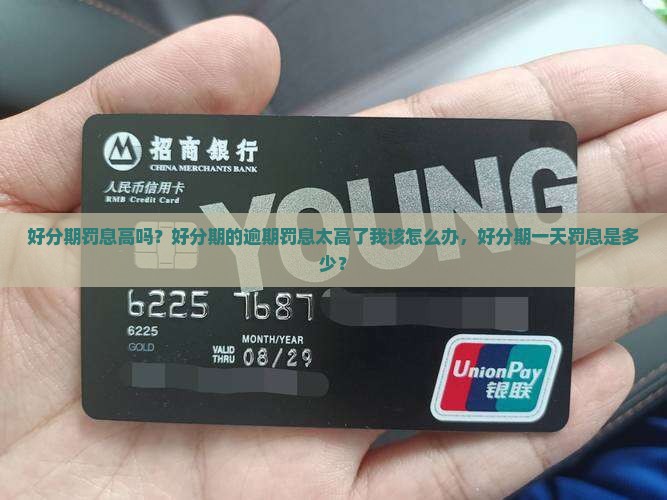 招商银行
CHINA MERCHANTS BANK
人民币信用卡
RMB Credit Card
YOUNG
好分期罚息高吗？好分期的逾期罚息太高了我该怎么办，好分期一天罚息是多
少？
6225 7687
6225
GOLD
MONTH/YEAR
VALID
THRU
08/29
UnionPay
银联